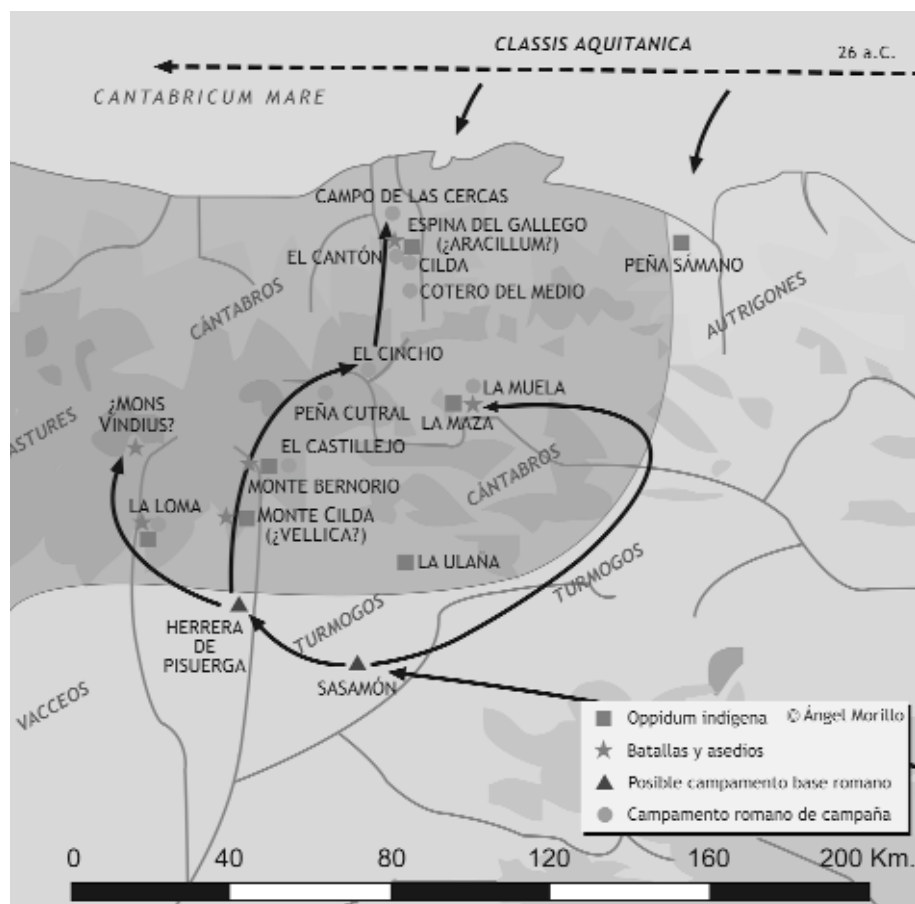 CLASSIS AQUITANICA
26 a.C.
CANTABRICUM MARE
CAMPO DE LAS CERCAS
ESPINA DEL GALLEGO
(¿ARACILLUM?)
EL CANTÓN
CILDA
PEÑA SÁMANO
COTERO DEL MEDIO
CÁNTABROS
AUTRIGONES
EL CINCHO
LA MUELA
PEÑA CUTRAL
LA MAZA
¿MONS
VINDIUS?
ASTURES
EL CASTILLEJO
CÁNTABROS
MONTE BERNORIO
LA LOMA
MONTE CILDA
(¿VELLICA?)
LA ULAÑA
TURMOGOS
TURMOGOS
HERRERA
DE
PISUERGA
SASAMÓN
VACCEOS
Oppidum indígena © Ángel Morillo
Batallas y asedios
Posible campamento base romano
Campamento romano de campaña
0 40 80 120 160 200 Km.